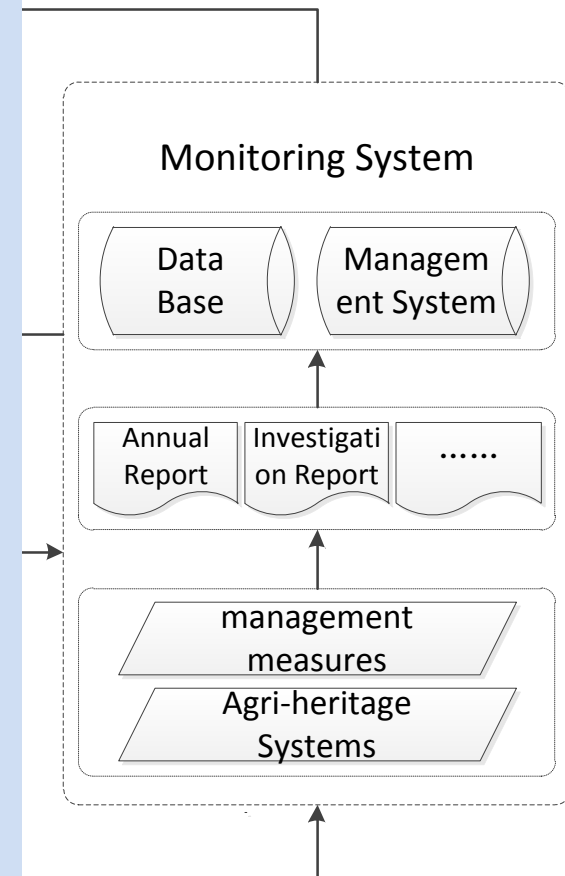 Monitoring System
Data
Base
Managem
ent System
Annual
Report
Investigati
on Report
......
management
measures
Agri-heritage
Systems